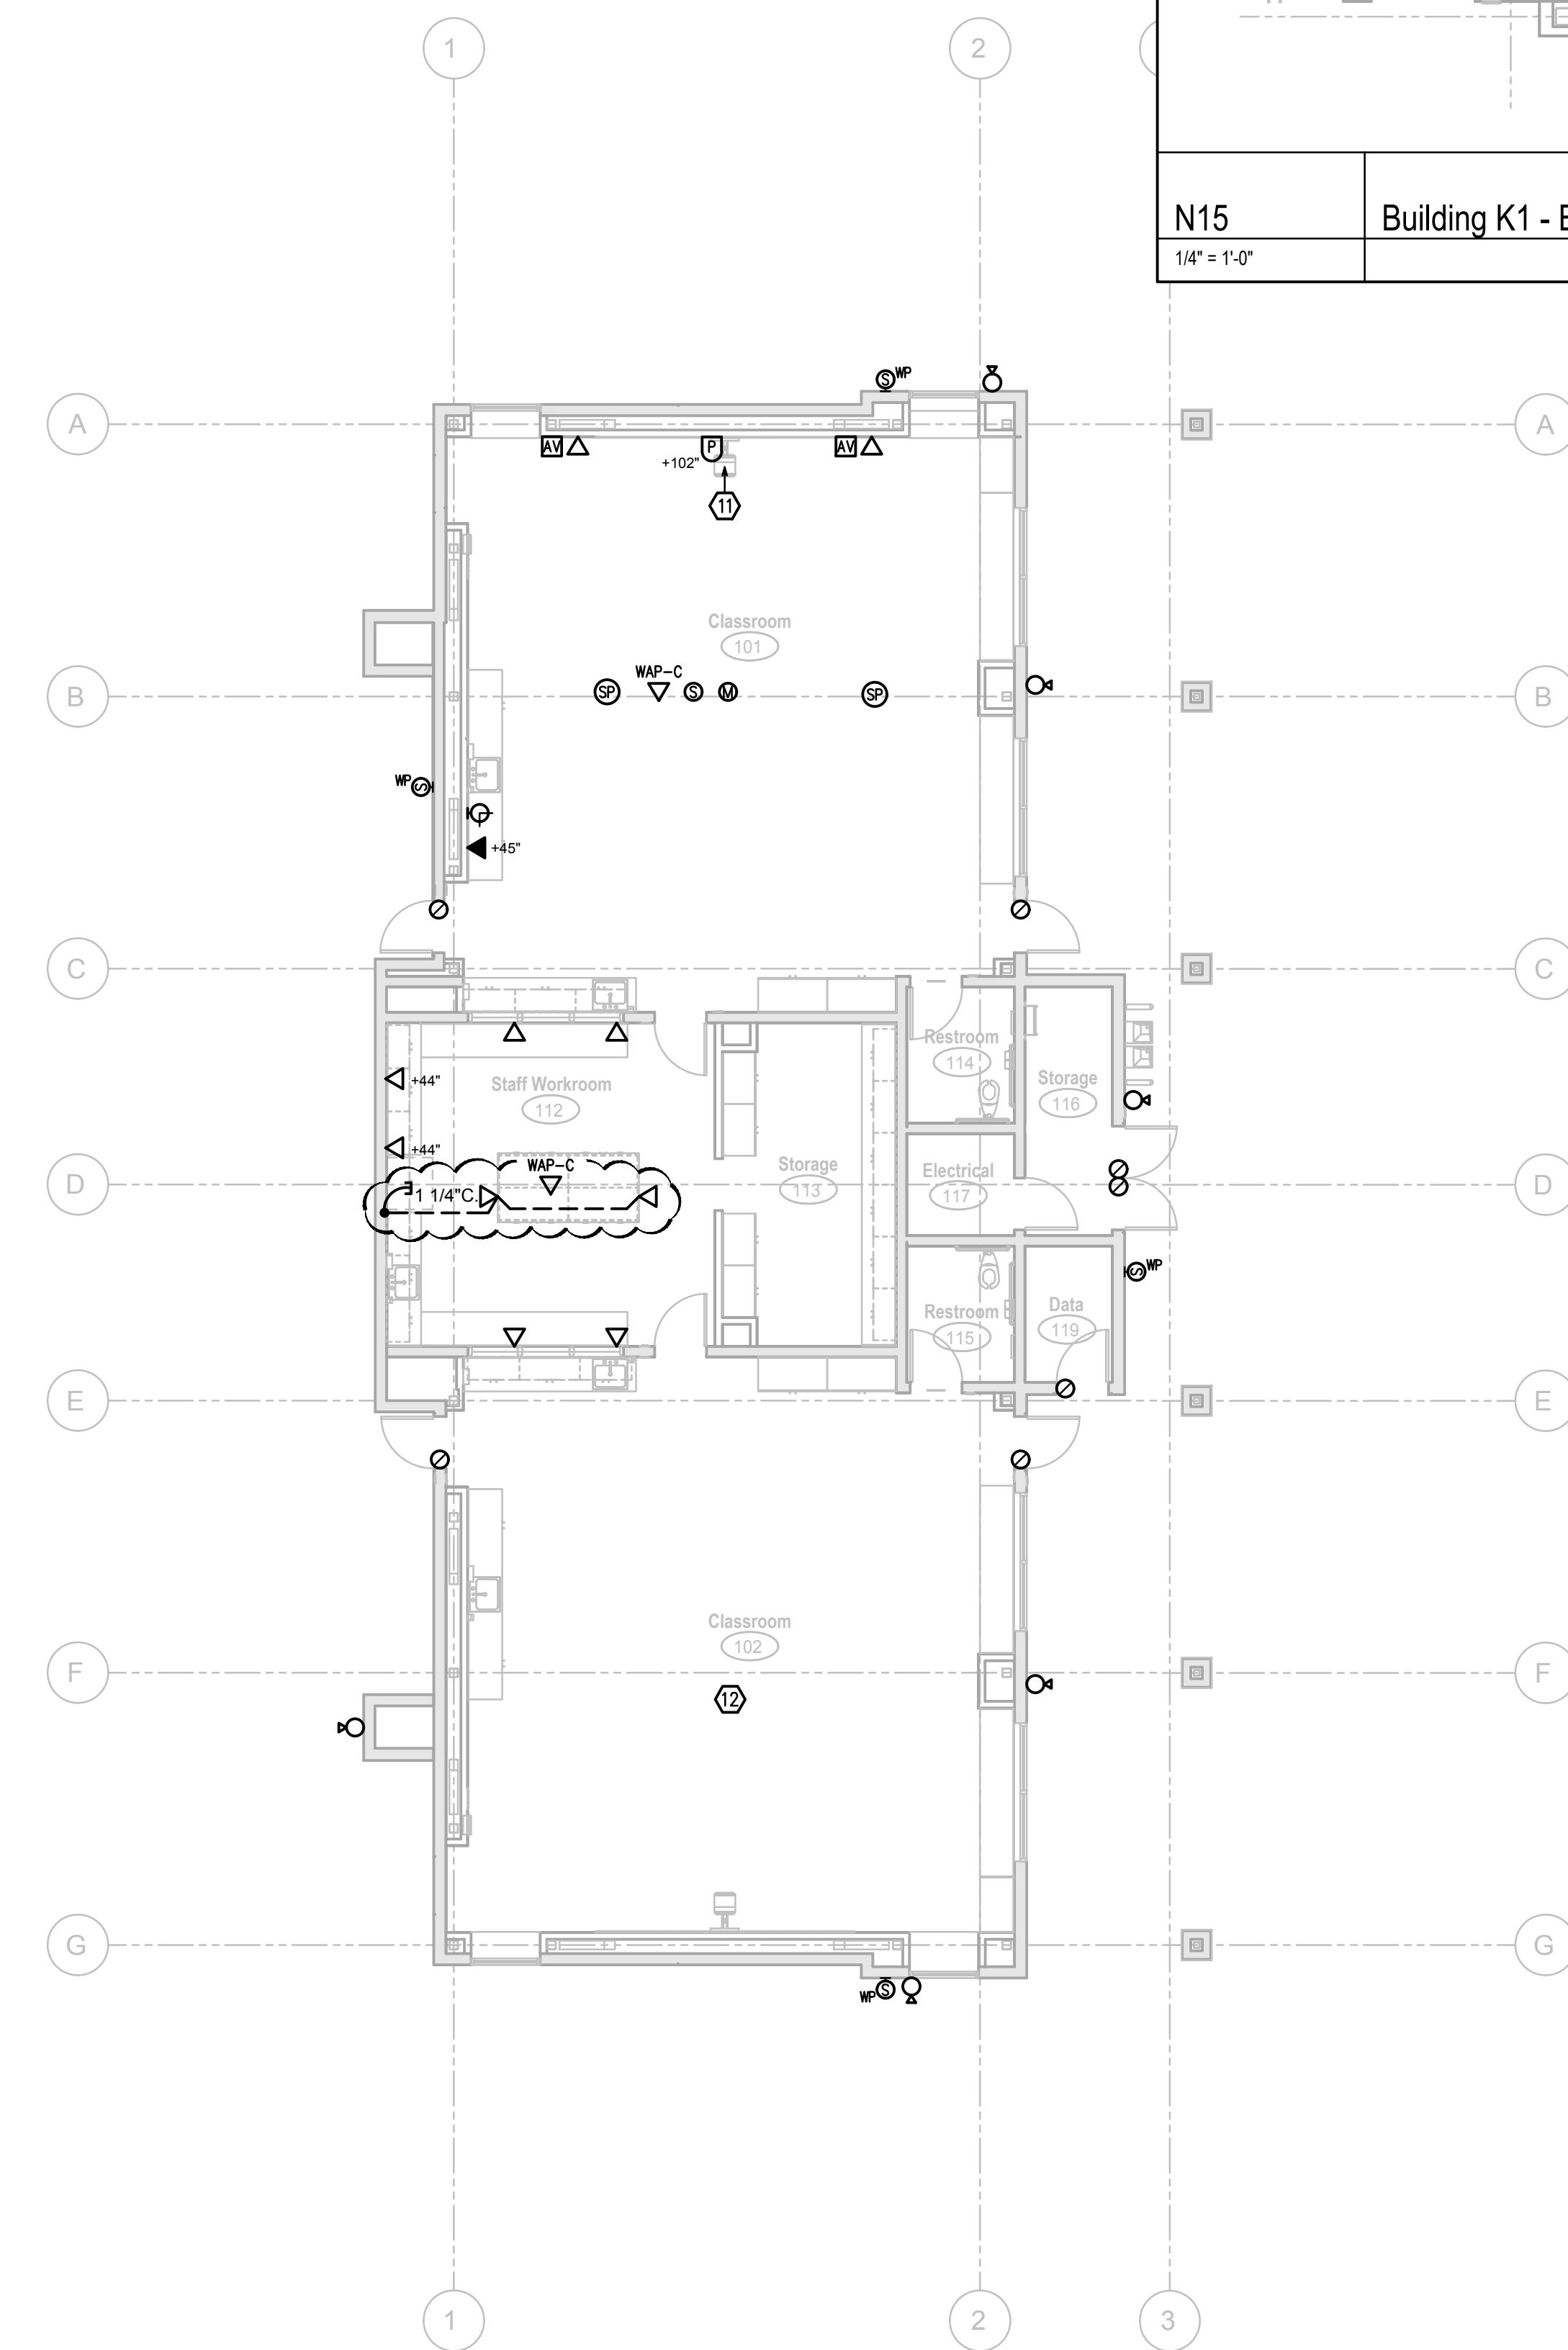 1
2
N15
Building K1 -
1/4" = 1'-0"
S WP
A
A
AV
P
AV
+102"
11
Classroom
101
WAP-C
B
SP
S
M
SP
B
WP S
+45"
C
C
Restroom
114
+44"
Staff Workroom
112
Storage
116
+44"
WAP-C
Storage
113
Electrical
117
D
D
1 1/4"C.
S WP
Restroom
115
Data
119
E
E
Classroom
102
F
F
12
G
G
WP S
1
2
3